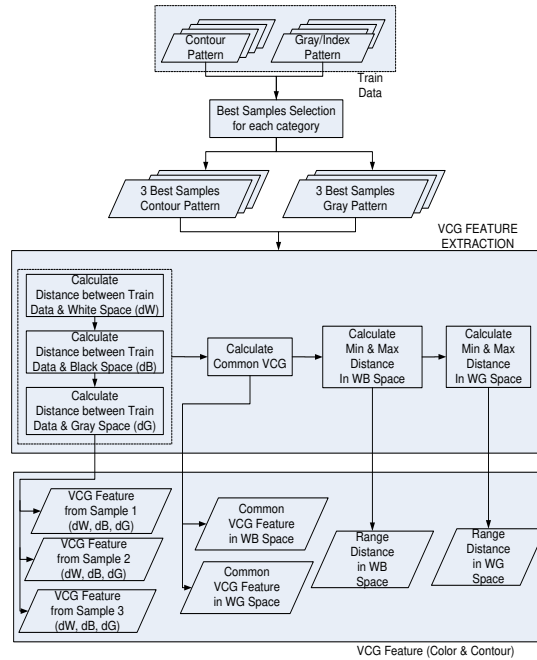 Contour
Pattern
Gray/Index
Pattern
Train
Data
Best Samples Selection
for each category
3 Best Samples
Contour Pattern
3 Best Samples
Gray Pattern
VCG FEATURE
EXTRACTION
Calculate
Distance between Train
Data & White Space (dW)
Calculate
Distance between Train
Data & Black Space (dB)
Calculate
Distance between Train
Data & Gray Space (dG)
Calculate
Common VCG
Calculate
Min & Max
Distance
In WB Space
Calculate
Min & Max
Distance
In WG Space
VCG Feature
from Sample 1
(dW, dB, dG)
VCG Feature
from Sample 2
(dW, dB, dG)
VCG Feature
from Sample 3
(dW, dB, dG)
Common
VCG Feature
in WB Space
Common
VCG Feature
in WG Space
Range
Distance
in WB
Space
Range
Distance
in WG
Space
VCG Feature (Color & Contour)